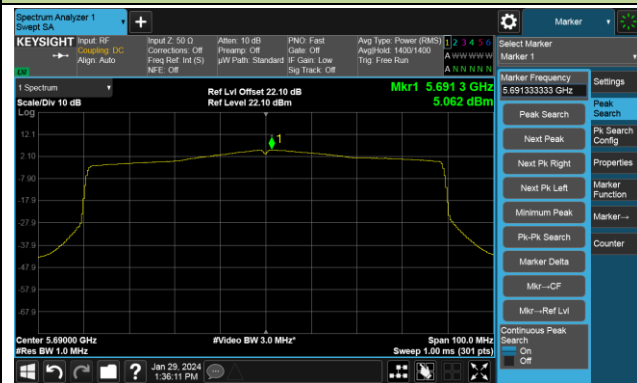 Spectrum Analyzer 1
Swept SA
Marker
KEYSIGHT
Input: RF
Coupling: DC
Align: Auto
Input Z: 50 Ω
Corrections: Off
Freq Ref: Int (S)
NFE: Off
Atten: 10 dB
Preamp: Off
µW Path: Standard
PNO: Fast
Gate: Off
IF Gain: Low
Sig Track: Off
Avg Type: Power (RMS)
Avg|Hold: 1400/1400
Trig: Free Run
1 2 3 4 5 6
A W W W W W
A N N N N N
Select Marker
Marker 1
1 Spectrum
Scale/Div 10 dB
Log
Ref Lvl Offset 22.10 dB
Ref Level 22.10 dBm
Mkr1 5.691 3 GHz
5.062 dBm
12.1
2.10
-7.90
-17.9
-27.9
-37.9
-47.9
-57.9
-67.9
1
Center 5.69000 GHz
#Res BW 1.0 MHz
#Video BW 3.0 MHz*
Span 100.0 MHz
Sweep 1.00 ms (301 pts)
Marker Frequency
5.691333333 GHz
Peak Search
Next Peak
Next Pk Right
Next Pk Left
Minimum Peak
Pk-Pk Search
Marker Delta
Mkr→CF
Mkr→Ref Lvl
Continuous Peak
Search
On
Off
Settings
Peak
Search
Pk Search
Config
Properties
Marker
Function
Marker→
Counter
Jan 29, 2024
1:36:11 PM